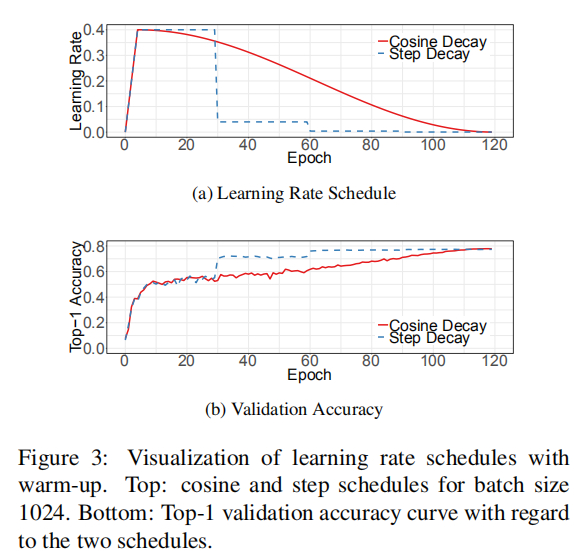 0.4
0.3
0.2
0.1
0.0
Learning Rate
Cosine Decay
Step Decay
0 20 40 60 80 100 120
Epoch
(a) Learning Rate Schedule
0.8
0.6
0.4
0.2
0.0
Top-1 Accuracy
Cosine Decay
Step Decay
0 20 40 60 80 100 120
Epoch
(b) Validation Accuracy
Figure 3: Visualization of learning rate schedules with
warm-up. Top: cosine and step schedules for batch size
1024. Bottom: Top-1 validation accuracy curve with regard
to the two schedules.